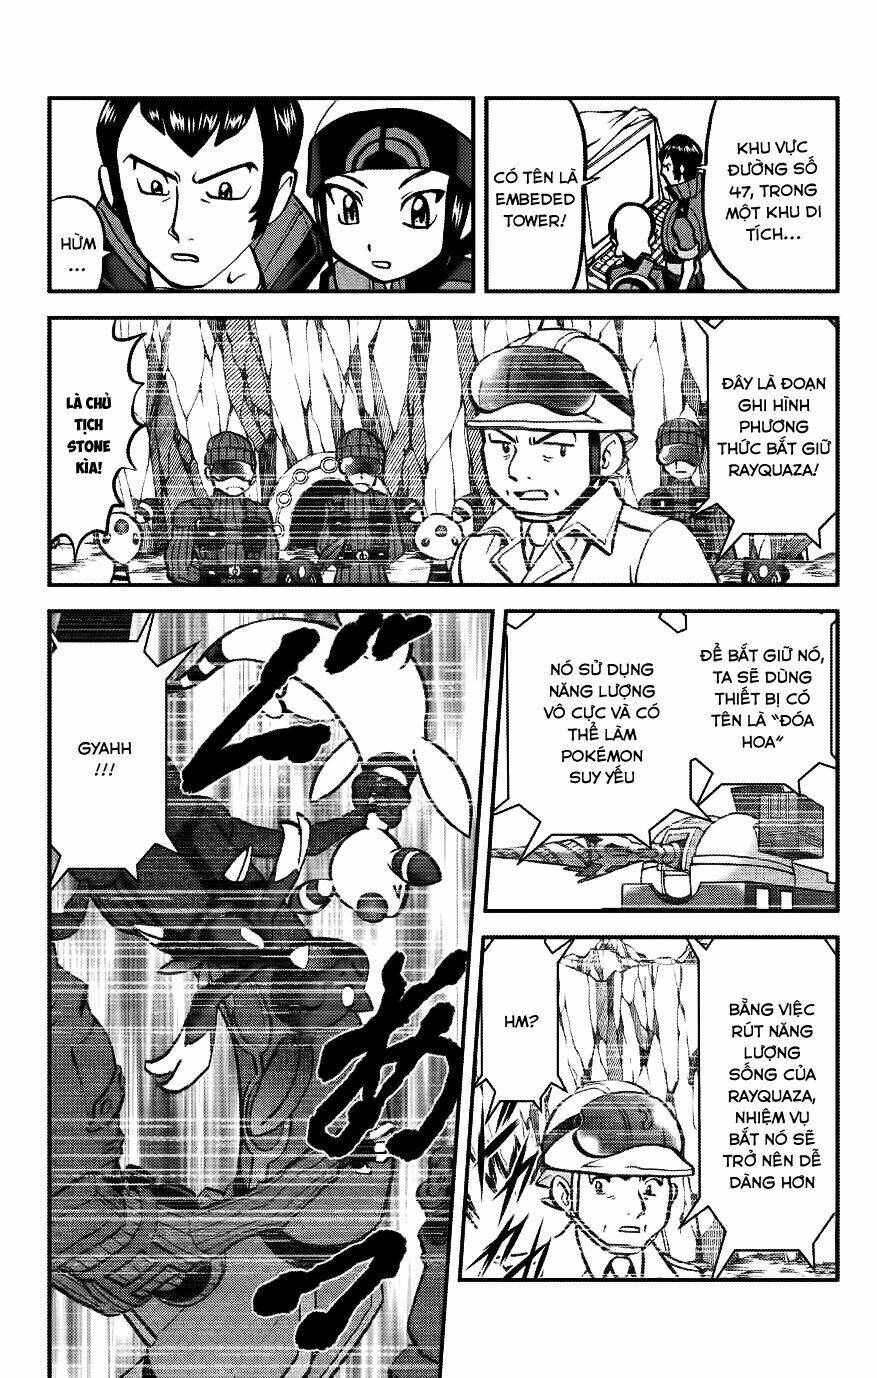 KHU VỰC
ĐƯỜNG SỐ
47, TRONG
MỘT KHU DI
TÍCH...
CÓ TÊN LÀ
EMBEDED
TOWER!
HỪM
...
ĐÂY LÀ ĐOẠN
GHI HÌNH
PHƯƠNG
THỨC BẮT GIỮ
RAYQUAZA!
LÀ CHỦ
TỊCH
STONE
KÌA!
ĐỂ BẮT GIỮ NÓ,
TA SẼ DÙNG
THIẾT BỊ CÓ
TÊN LÀ "ĐÓA
HOA"
NÓ SỬ DỤNG
NĂNG LƯỢNG
VÔ CỰC VÀ CÓ
THỂ LÀM
POKÉMON
SUY YẾU
BẰNG VIỆC
RÚT NĂNG
LƯỢNG
SỐNG CỦA
RAYQUAZA,
NHIỆM VỤ
BẮT NÓ SẼ
TRỞ NÊN DỄ
DÀNG HƠN
HM?
GYAHH
!!!